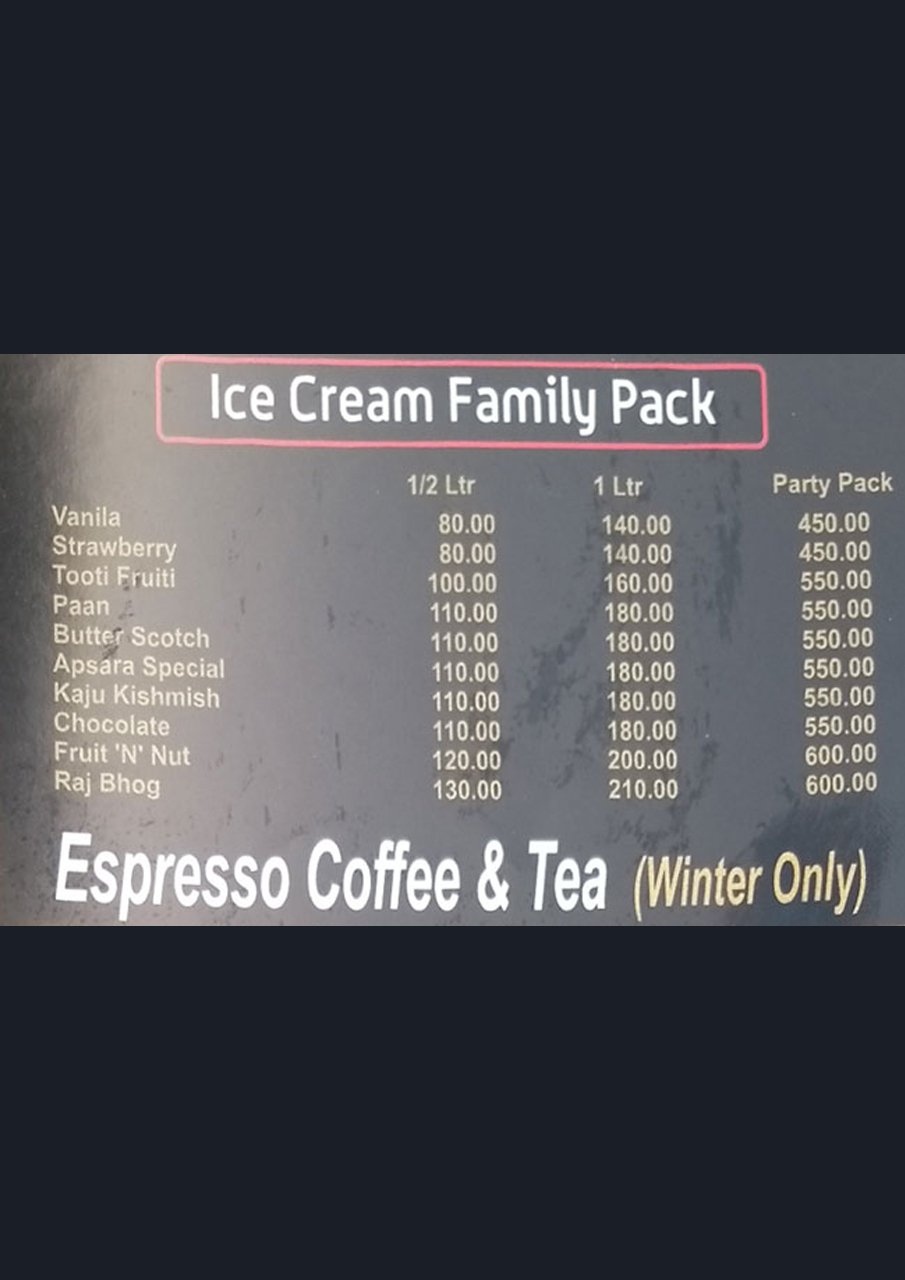 Ice Cream Family Pack
1/2 Ltr 1 Ltr Party Pack
Vanila 80.00 140.00 450.00
Strawberry 80.00 140.00 450.00
Tooti Fruiti 100.00 160.00 550.00
Paan 110.00 180.00 550.00
Butter Scotch 110.00 180.00 550.00
Apsara Special 110.00 180.00 550.00
Kaju Kishmish 110.00 180.00 550.00
Chocolate 110.00 180.00 550.00
Fruit 'N' Nut 120.00 200.00 600.00
Raj Bhog 130.00 210.00 600.00
Espresso Coffee & Tea (Winter Only)